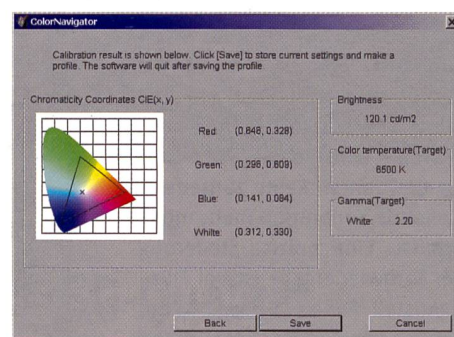 ColorNavigator
Calibration result is shown below. Click [Save] to store current settings and make a
profile. The software will quit after saving the profile
Chromaticity Coordinates CIE(x, y)
Red: (0.648, 0.328)
Green: (0.296, 0.609)
Blue: (0.141, 0.064)
White: (0.312, 0.330)
Brightness
120.1 cd/m2
Color temperature(Target)
6500 K
Gamma(Target)
White: 2.20
Back
Save
Cancel